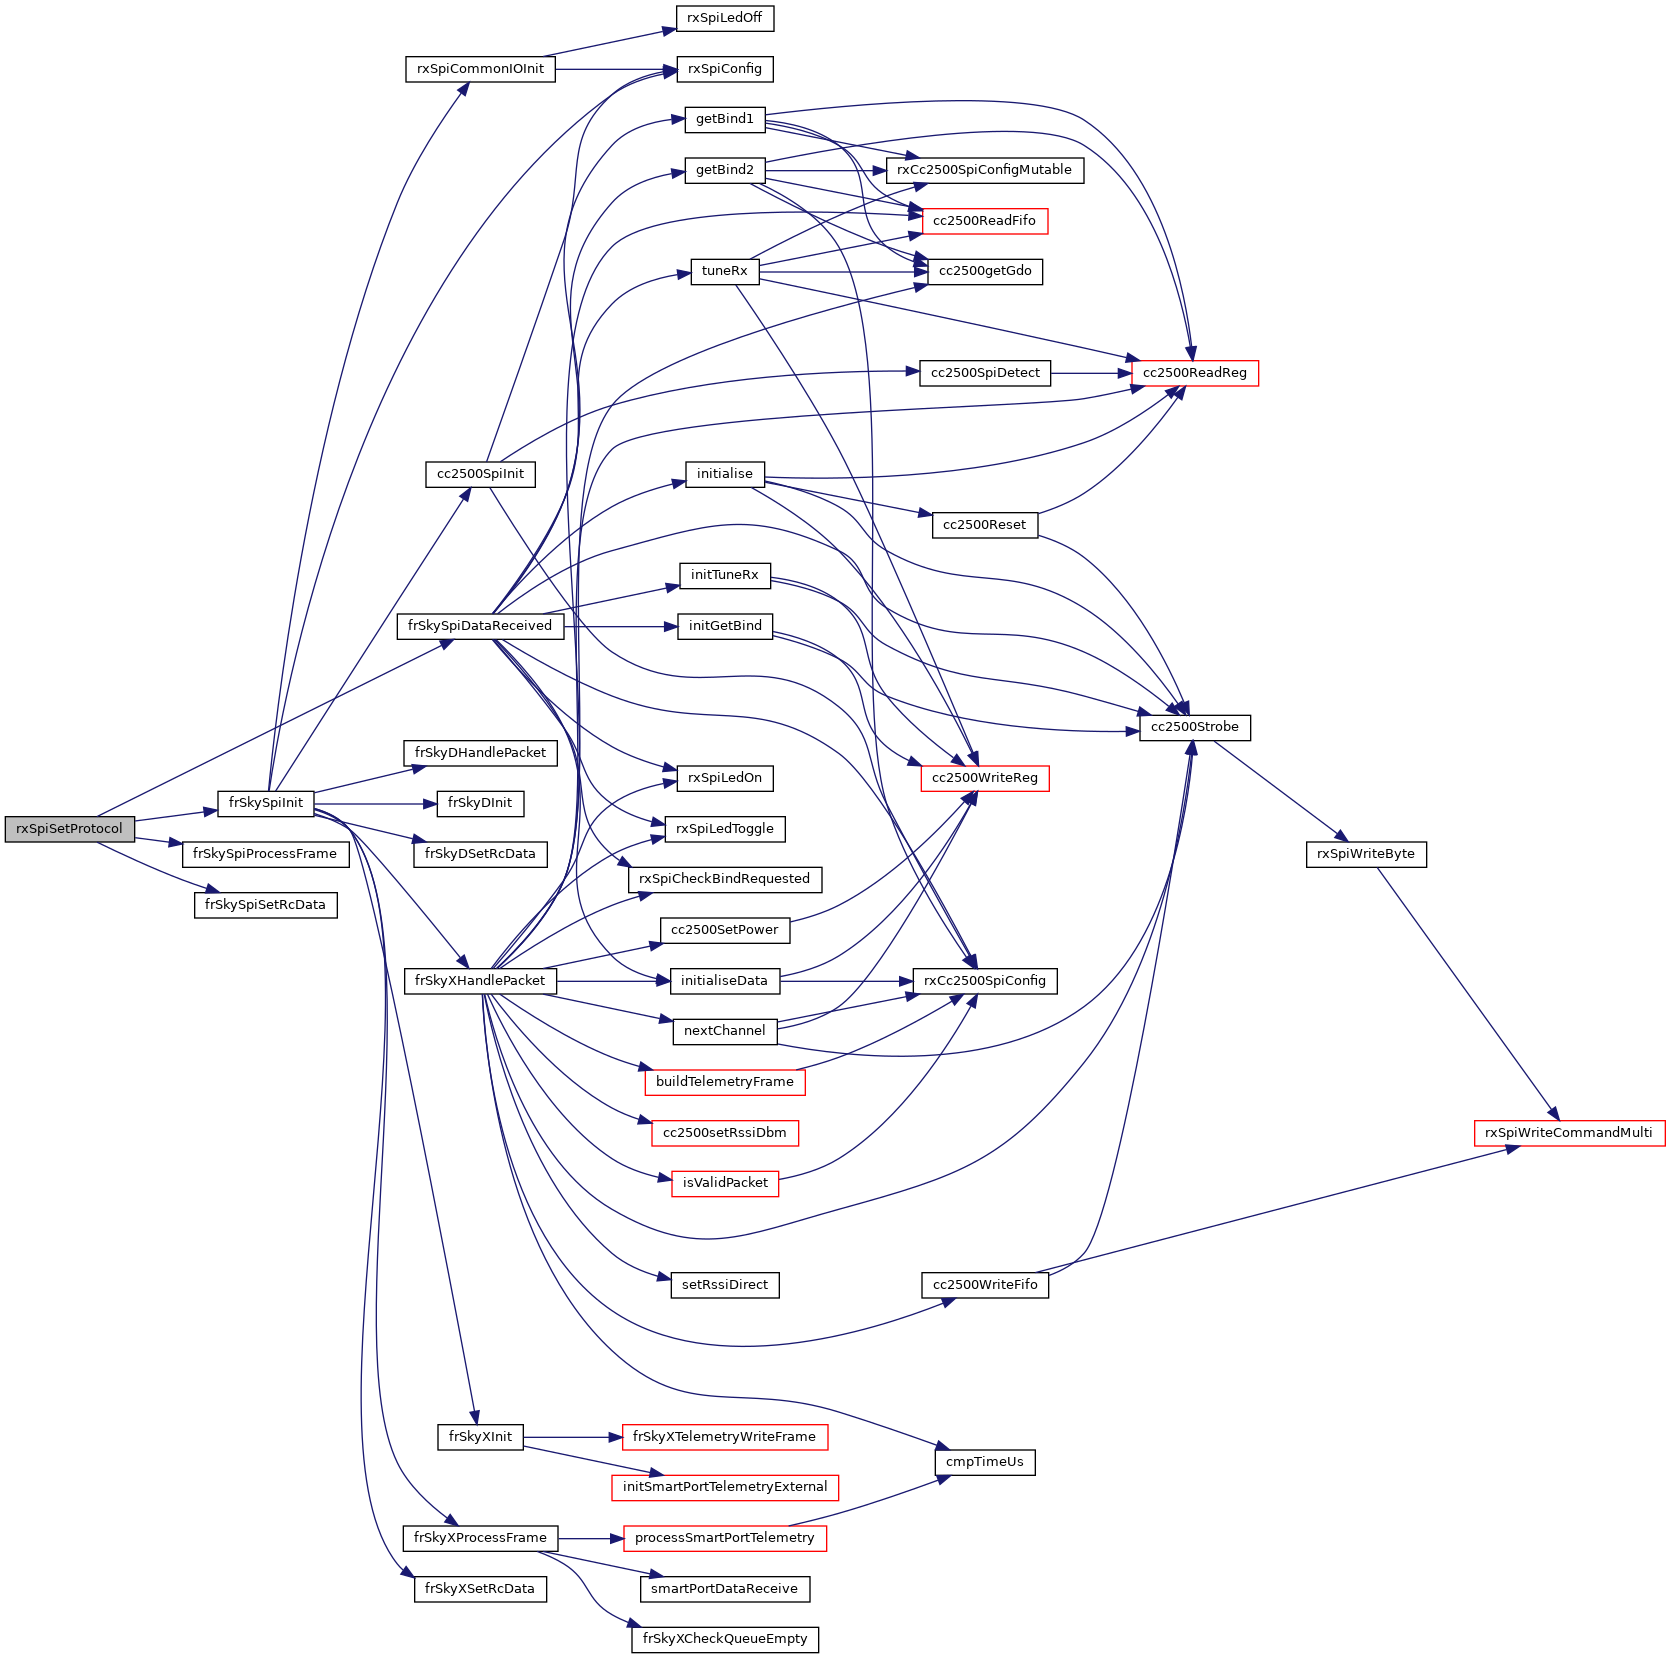 rxSpiLedOff
rxSpiCommonIOInit
rxSpiConfig
getBind1
getBind2
rxCc2500SpiConfigMutable
cc2500ReadFifo
tuneRx
cc2500getGdo
cc2500SpiDetect
cc2500ReadReg
cc2500SpiInit
initialise
cc2500Reset
initTuneRx
frSkySpiDataReceived
initGetBind
cc2500Strobe
frSkyDHandlePacket
rxSpiLedOn
cc2500WriteReg
frSkySpiInit
frSkyDInit
rxSpiSetProtocol
rxSpiLedToggle
frSkySpiProcessFrame
frSkyDSetRcData
rxSpiWriteByte
rxSpiCheckBindRequested
frSkySpiSetRcData
cc2500SetPower
frSkyXHandlePacket
initialiseData
rxCc2500SpiConfig
nextChannel
buildTelemetryFrame
cc2500setRssiDbm
rxSpiWriteCommandMulti
isValidPacket
setRssiDirect
cc2500WriteFifo
frSkyXInit
frSkyXTelemetryWriteFrame
cmpTimeUs
initSmartPortTelemetryExternal
frSkyXProcessFrame
processSmartPortTelemetry
frSkyXSetRcData
smartPortDataReceive
frSkyXCheckQueueEmpty